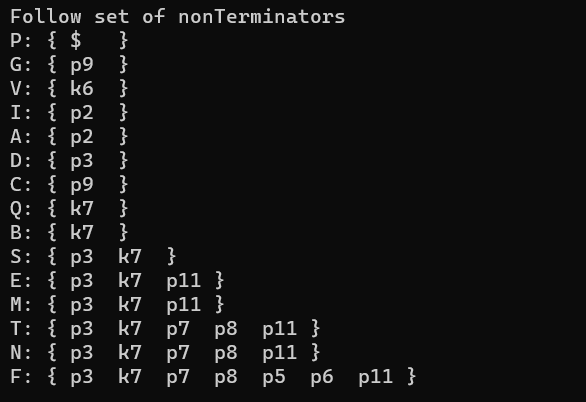 Follow set of nonTerminators
P: { $   }
G: { p9  }
V: { k6  }
I: { p2  }
A: { p2  }
D: { p3  }
C: { p9  }
Q: { k7  }
B: { k7  }
S: { p3  k7  }
E: { p3  k7  p11 }
M: { p3  k7  p11 }
T: { p3  k7  p7  p8  p11 }
N: { p3  k7  p7  p8  p11 }
F: { p3  k7  p7  p8  p5  p6  p11 }